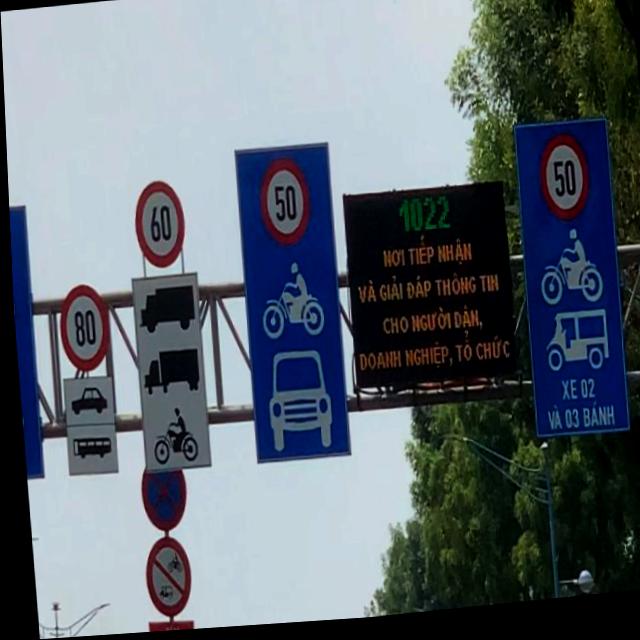 80
60
50
1022
NƠI TIẾP NHẬN
VÀ GIẢI ĐÁP THÔNG TIN
CHO NGƯỜI DÂN,
DOANH NGHIỆP, TỔ CHỨC
50
XE 02
VÀ 03 BÁNH